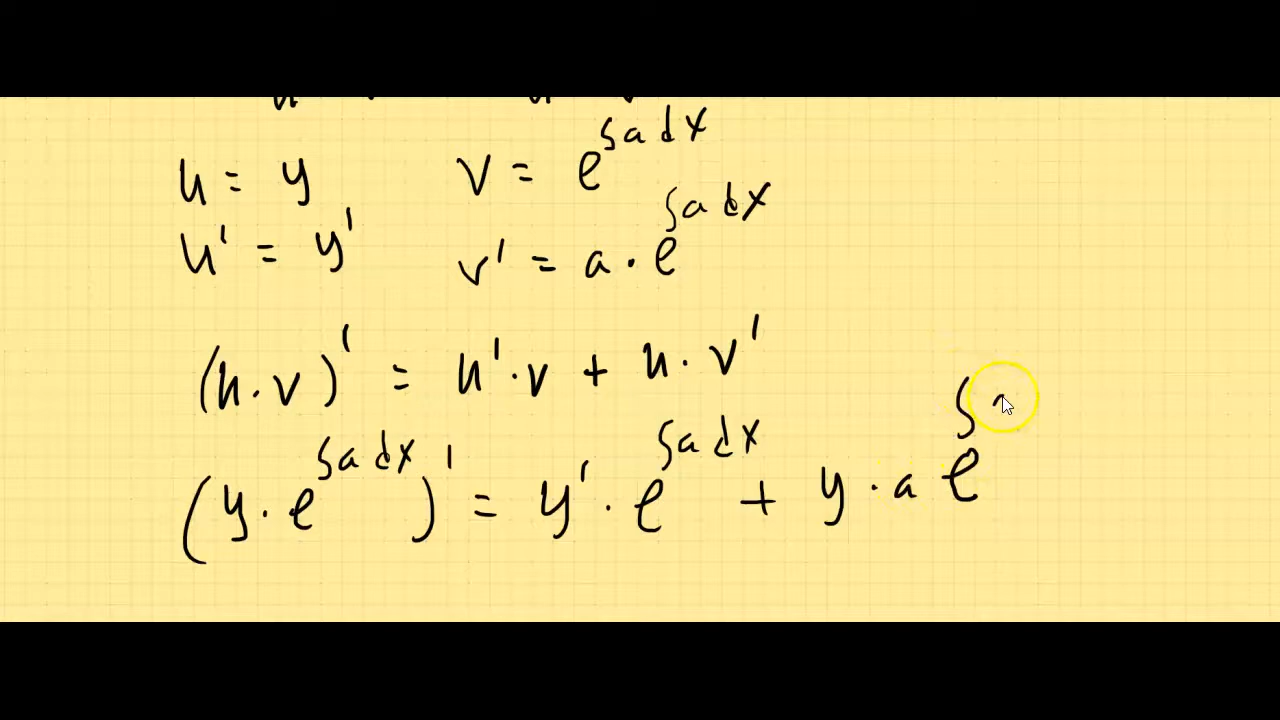 u = y v = e^∫a dx
u' = y' v' = a · e^∫a dx
(u · v)' = u' · v + u · v'
(y · e^∫a dx)' = y' · e^∫a dx + y · a e^∫